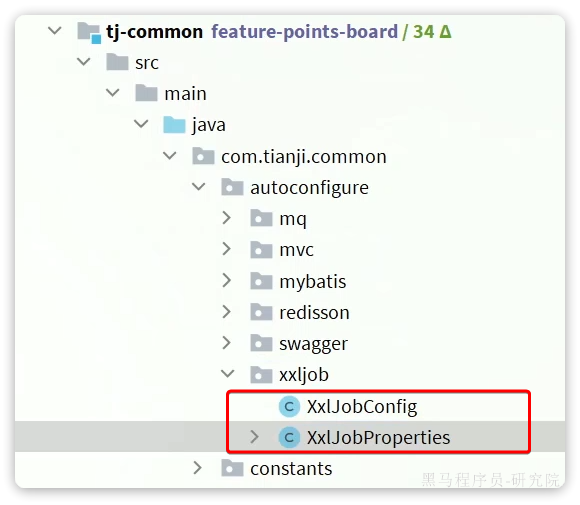 tj-common feature-points-board / 34 Δ
src
main
java
com.tianji.common
autoconfigure
mq
mvc
mybatis
redisson
swagger
xxljob
XxlJobConfig
XxlJobProperties
constants
黑马程序员-研究院